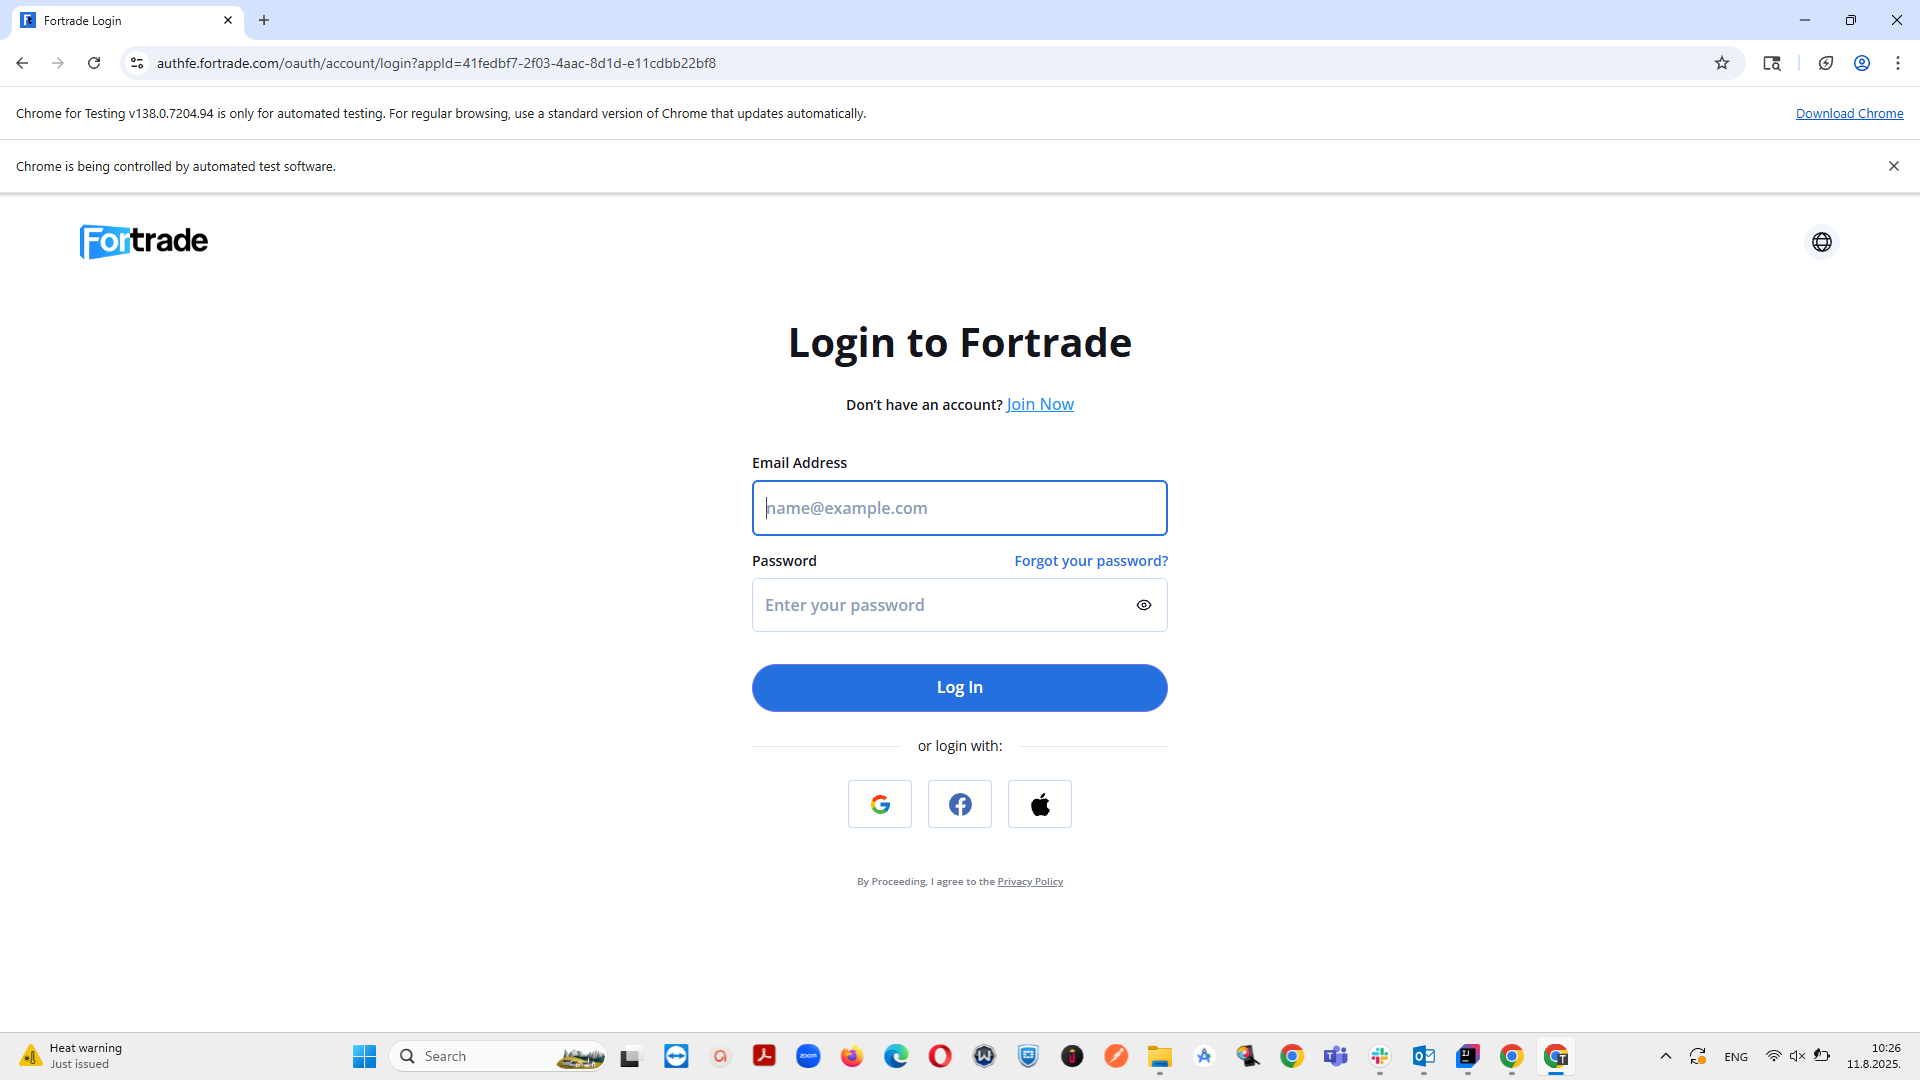 Fortrade Login
authfe.fortrade.com/oauth/account/login?appId=41fedbf7-2f03-4aac-8d1d-e11cdbb22bf8
Chrome for Testing v138.0.7204.94 is only for automated testing. For regular browsing, use a standard version of Chrome that updates automatically.
Download Chrome
Chrome is being controlled by automated test software.
Fortrade
Login to Fortrade
Don't have an account? Join Now
Email Address
name@example.com
Password Forgot your password?
Enter your password
Log In
or login with:
By Proceeding, I agree to the Privacy Policy
Heat warning
Just issued
Search
zoom
ENG
10:26
11.8.2025.